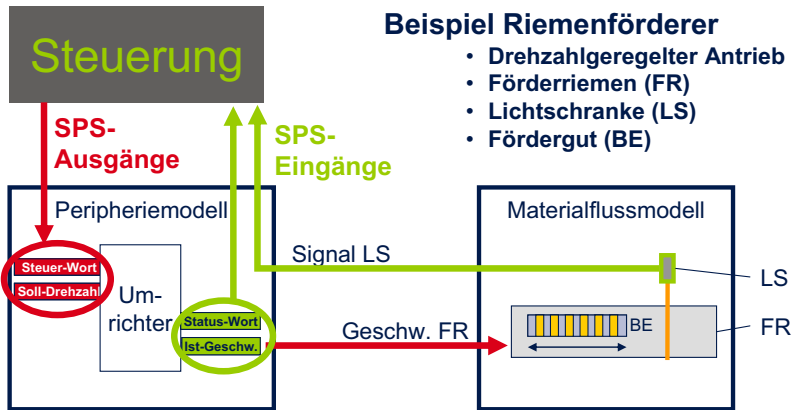 Steuerung
Beispiel Riemenförderer
• Drehzahlgeregelter Antrieb
• Förderriemen (FR)
• Lichtschranke (LS)
• Fördergut (BE)
SPS-
Ausgänge
SPS-
Eingänge
Peripheriemodell
Materialflussmodell
Signal LS
Steuer-Wort
Soll-Drehzahl
Um-
richter
Status-Wort
Ist-Geschw.
Geschw. FR
BE
LS
FR